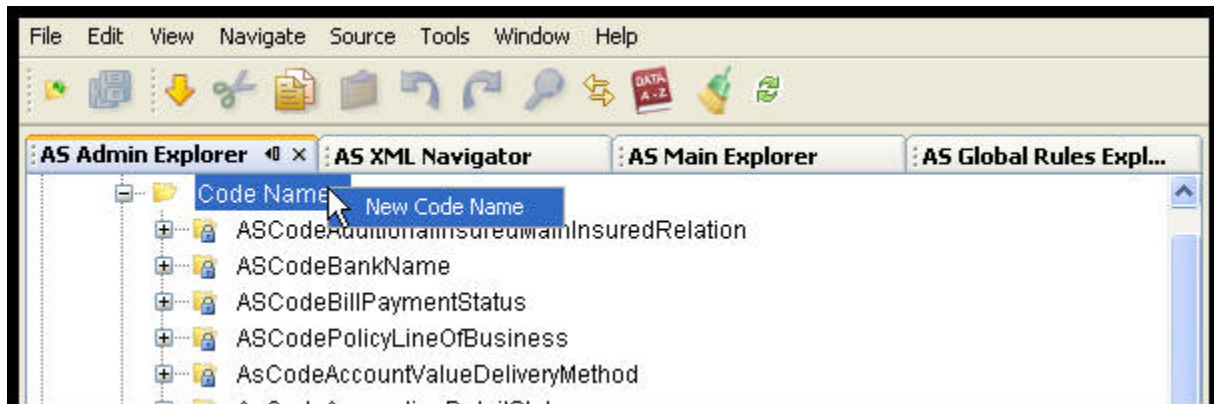 File Edit View Navigate Source Tools Window Help
DATA A-Z
AS Admin Explorer AS XML Navigator AS Main Explorer AS Global Rules Expl...
Code Name
New Code Name
ASCodeAdditionalInsuredMainInsuredRelation
ASCodeBankName
ASCodeBillPaymentStatus
ASCodePolicyLineOfBusiness
AsCodeAccountValueDeliveryMethod